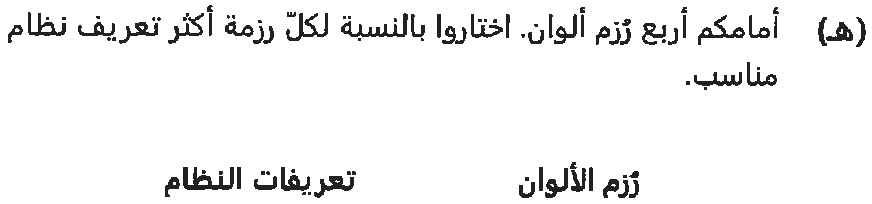 (هـ) أمامكم أربع رُزم ألوان. اختاروا بالنسبة لكلّ رزمة أكثر تعريف نظام
مناسب.
رُزم الألوان تعريفات النظام